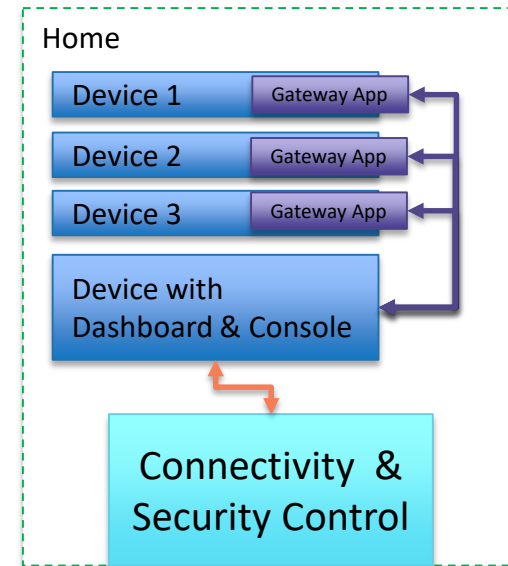 Home
Device 1
Gateway App
Device 2
Gateway App
Device 3
Gateway App
Device with
Dashboard & Console
Connectivity &
Security Control